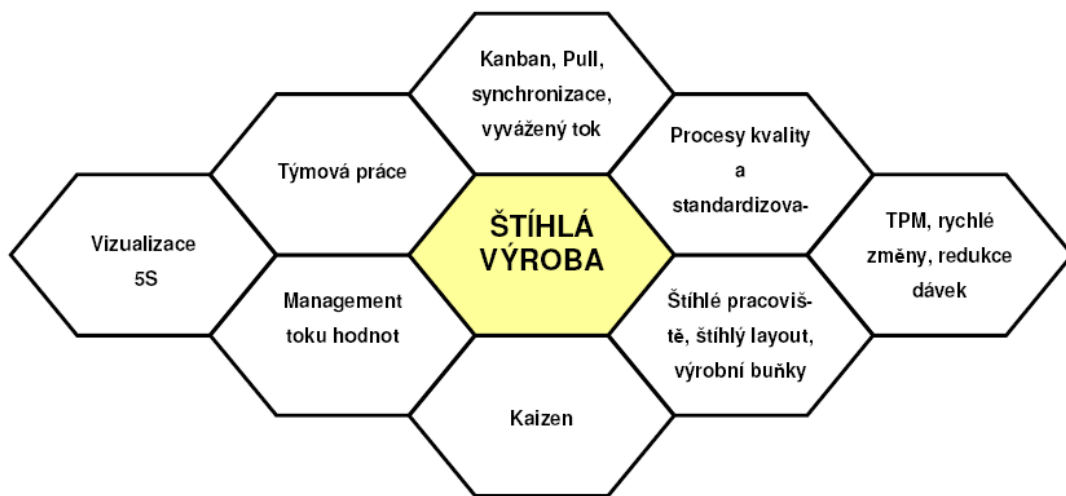 Kanban, Pull,
synchronizace,
vyvážený tok
Týmová práce
Procesy kvality
a
standardizova-
Vizualizace
5S
ŠTÍHLÁ
VÝROBA
TPM, rychlé
změny, redukce
dávek
Management
toku hodnot
Štíhlé pracoviš-
tě, štíhlý layout,
výrobní buňky
Kaizen